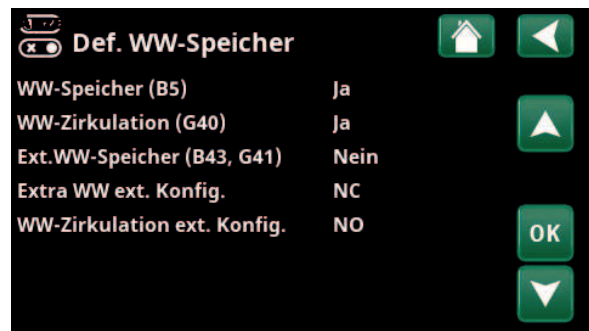 Def. WW-Speicher
WW-Speicher (B5) Ja
WW-Zirkulation (G40) Ja
Ext.WW-Speicher (B43, G41) Nein
Extra WW ext. Konfig. NC
WW-Zirkulation ext. Konfig. NO
OK